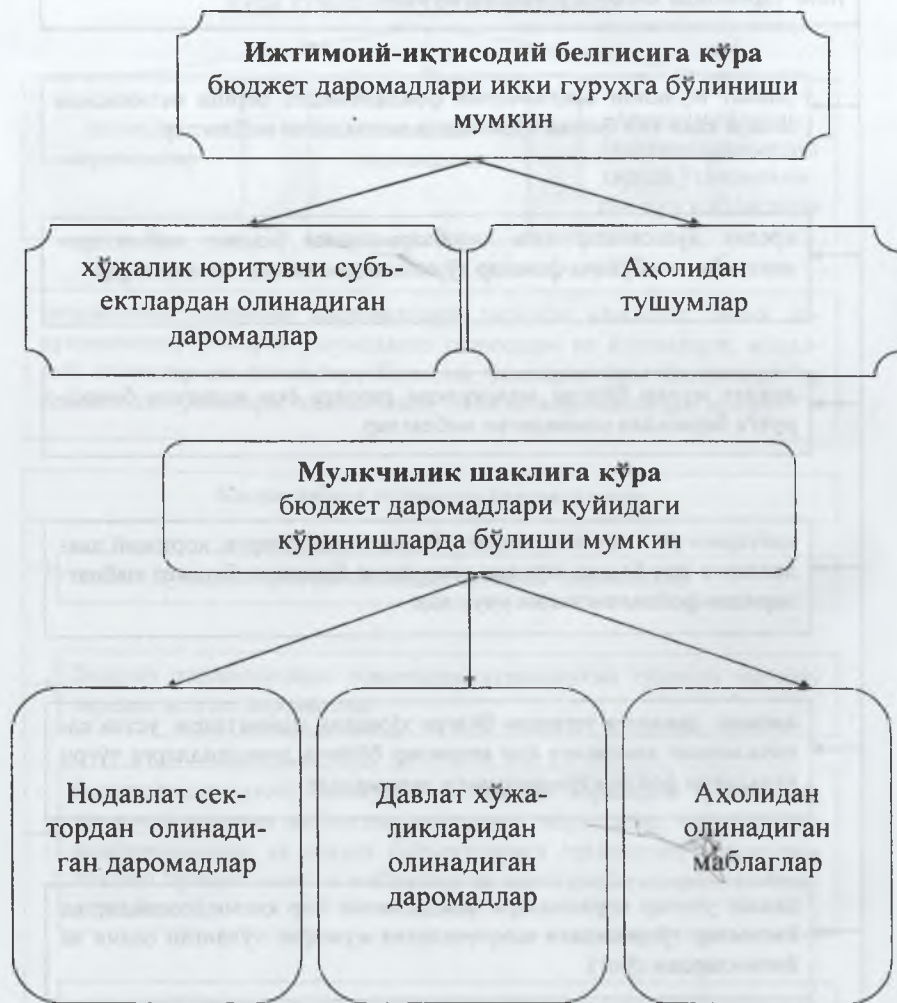 Ижтимоий-иқтисодий белгисига кўра
бюджет даромадлари икки гуруҳга бўлиниши
мумкин
хўжалик юритувчи субъ-
ектлардан олинадиган
даромадлар
Аҳолидан
тушумлар
Мулкчилик шаклига кўра
бюджет даромадлари қуйидаги
кўринишларда бўлиши мумкин
Нодавлат сек-
тордан олинади-
ган даромадлар
Давлат хўжа-
ликларидан
олинадиган
даромадлар
Аҳолидан
олинадиган
маблағлар